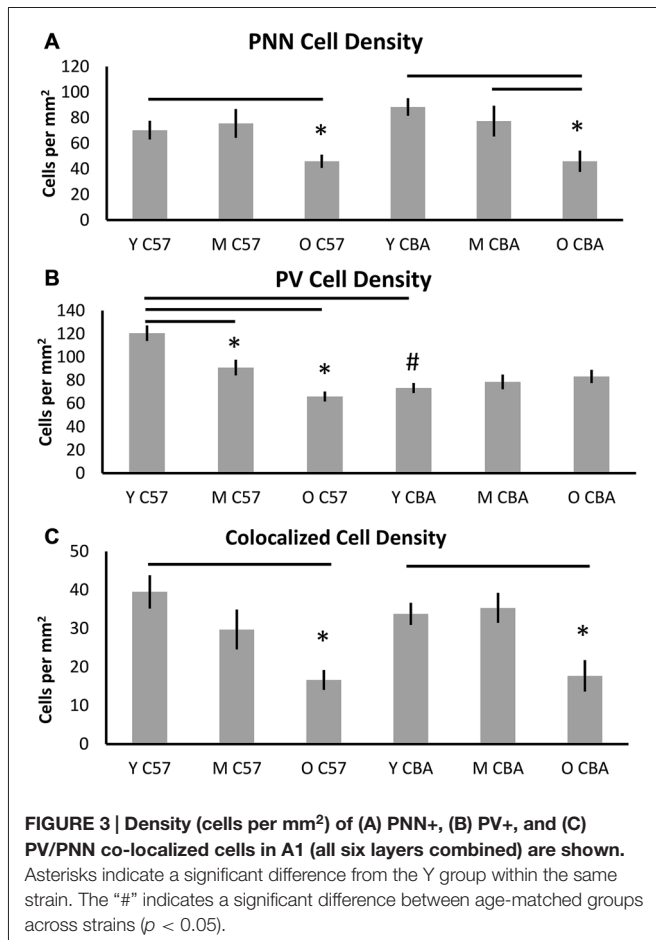 A
PNN Cell Density
Cells per mm²
120
100
80
60
40
20
0
*
*
Y C57 M C57 O C57 Y CBA M CBA O CBA
B
PV Cell Density
Cells per mm²
140
120
100
80
60
40
20
0
*
*
#
Y C57 M C57 O C57 Y CBA M CBA O CBA
C
Colocalized Cell Density
Cells per mm²
50
40
30
20
10
0
*
*
Y C57 M C57 O C57 Y CBA M CBA O CBA
FIGURE 3 | Density (cells per mm²) of (A) PNN+, (B) PV+, and (C)
PV/PNN co-localized cells in A1 (all six layers combined) are shown.
Asterisks indicate a significant difference from the Y group within the same
strain. The “#” indicates a significant difference between age-matched groups
across strains (p < 0.05).